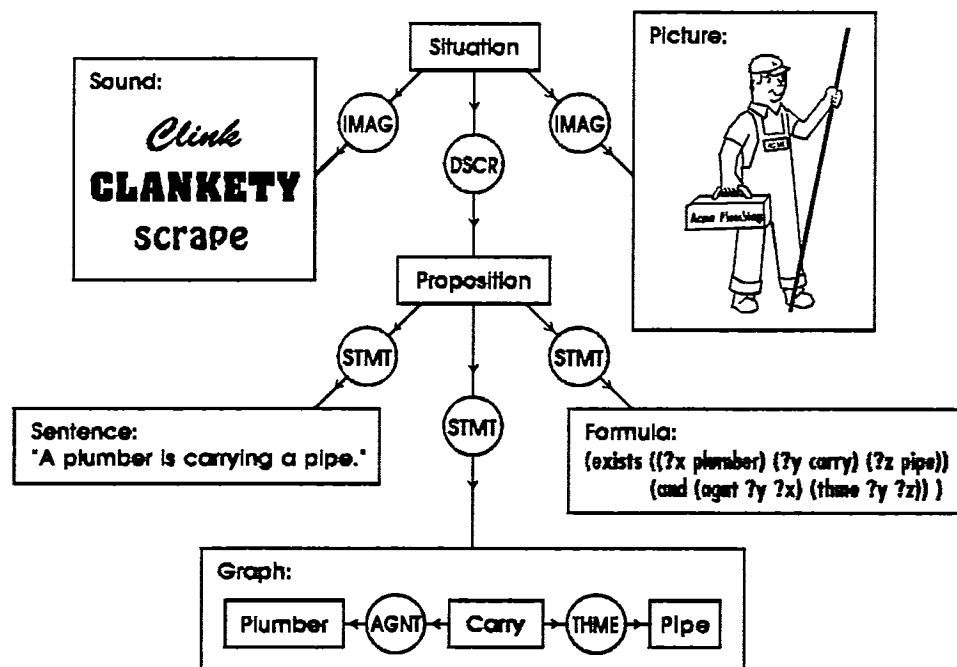 Situation
Picture:
Sound:
IMAG
IMAG
Clink
DSCR
CLANKETY
Acme Plumbing
scrape
Proposition
STMT
STMT
Sentence:
"A plumber is carrying a pipe."
STMT
Formula:
(exists ((?x plumber) (?y carry) (?z pipe))
(and (agnt ?y ?x) (thme ?y ?z)) )
Graph:
Plumber
AGNT
Carry
THME
Pipe